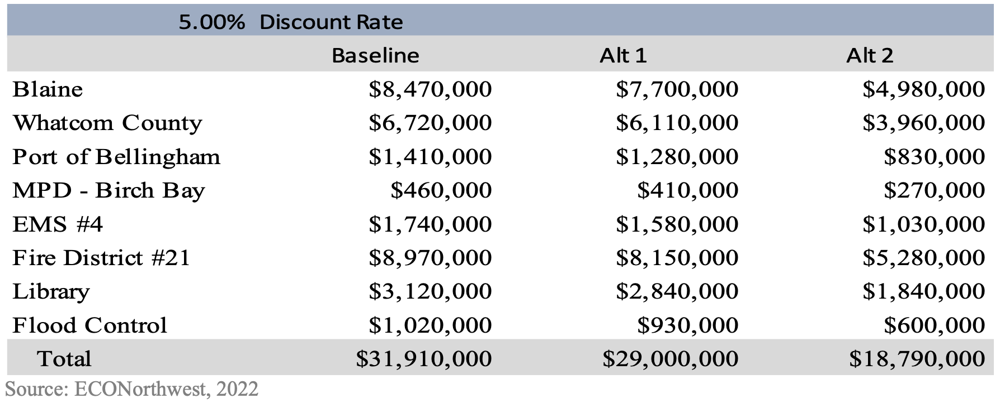 5.00% Discount Rate
Baseline Alt 1 Alt 2
Blaine $8,470,000 $7,700,000 $4,980,000
Whatcom County $6,720,000 $6,110,000 $3,960,000
Port of Bellingham $1,410,000 $1,280,000 $830,000
MPD - Birch Bay $460,000 $410,000 $270,000
EMS #4 $1,740,000 $1,580,000 $1,030,000
Fire District #21 $8,970,000 $8,150,000 $5,280,000
Library $3,120,000 $2,840,000 $1,840,000
Flood Control $1,020,000 $930,000 $600,000
Total $31,910,000 $29,000,000 $18,790,000
Source: ECONorthwest, 2022